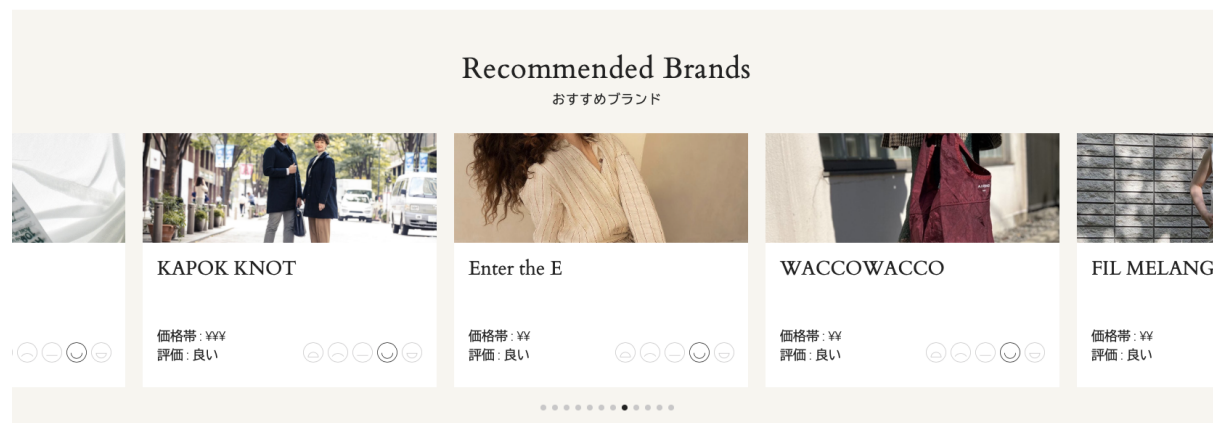 Recommended Brands
おすすめブランド
KAPOK KNOT
価格帯 : ¥¥¥
評価 : 良い
Enter the E
価格帯 : ¥¥
評価 : 良い
WACCOWACCO
価格帯 : ¥¥
評価 : 良い
FIL MELANG
価格帯 : ¥¥
評価 : 良い